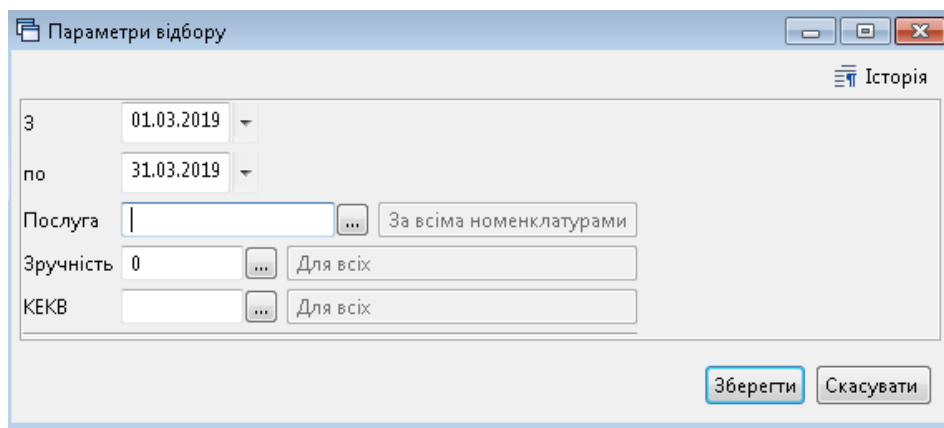 Параметри відбору
Історія
З 01.03.2019
по 31.03.2019
Послуга ... За всіма номенклатурами
Зручність 0 ... Для всіх
КЕКВ ... Для всіх
Зберегти Скасувати